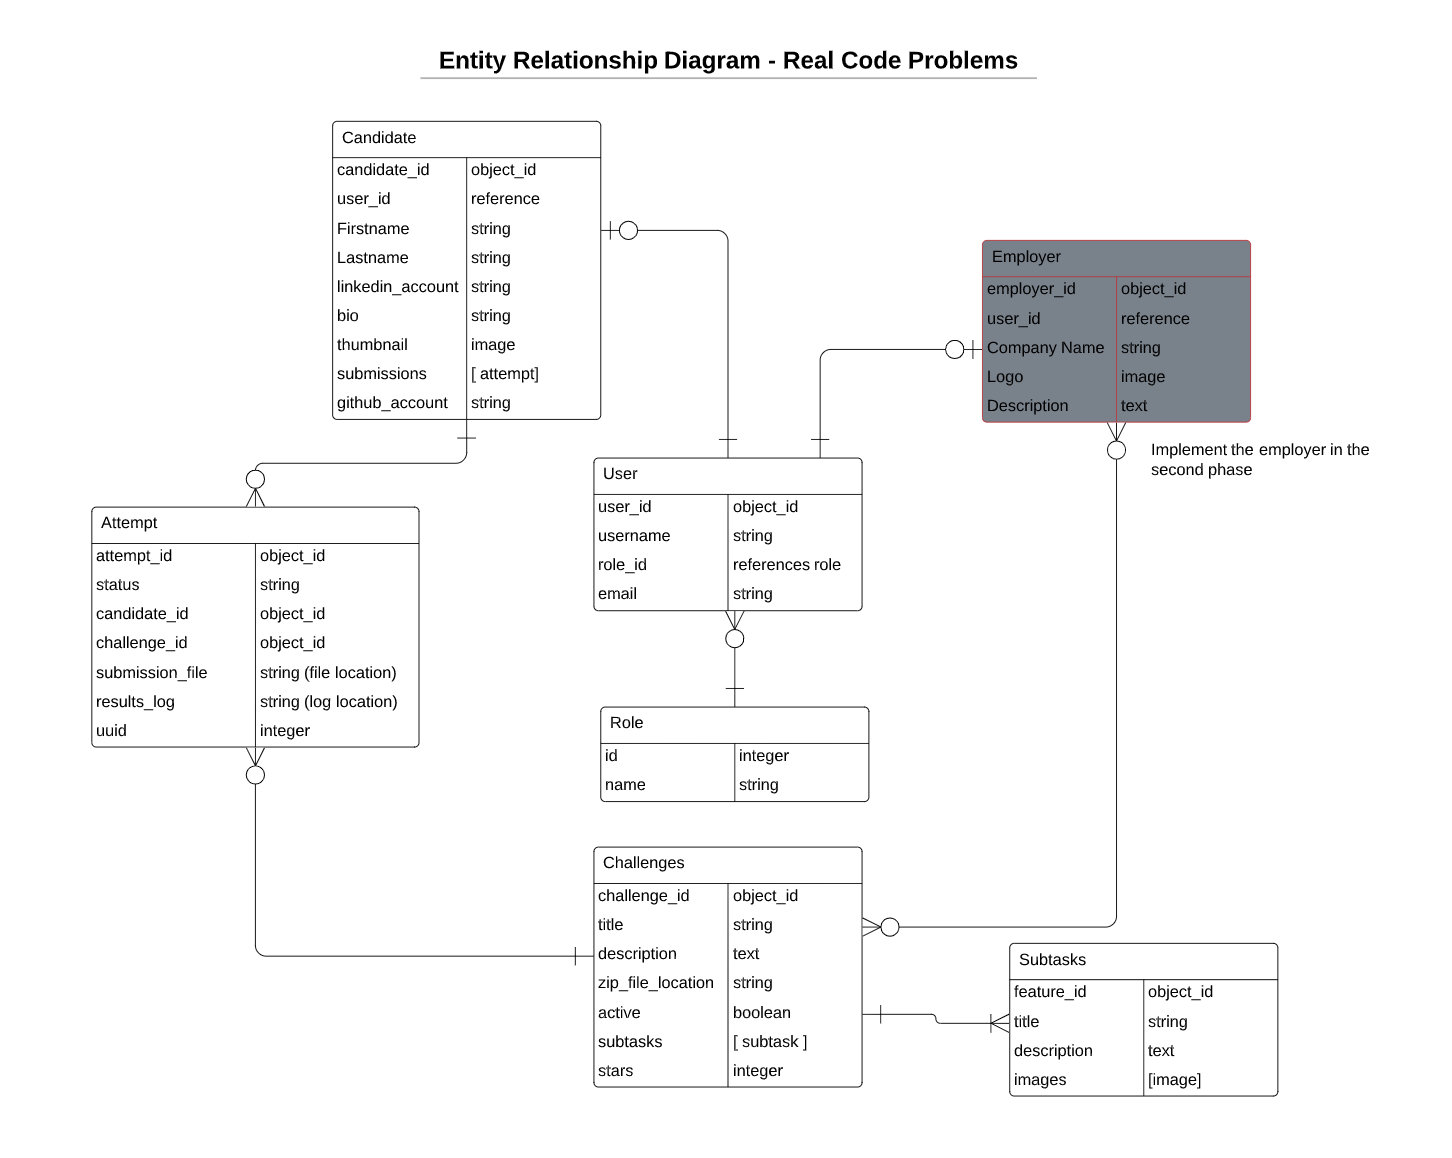 Entity Relationship Diagram - Real Code Problems
Candidate
candidate_id object_id
user_id reference
Firstname string
Lastname string
linkedin_account string
bio string
thumbnail image
submissions [ attempt]
github_account string
Employer
employer_id object_id
user_id reference
Company Name string
Logo image
Description text
Implement the employer in the
second phase
User
user_id object_id
username string
role_id references role
email string
Attempt
attempt_id object_id
status string
candidate_id object_id
challenge_id object_id
submission_file string (file location)
results_log string (log location)
uuid integer
Role
id integer
name string
Challenges
challenge_id object_id
title string
description text
zip_file_location string
active boolean
subtasks [ subtask ]
stars integer
Subtasks
feature_id object_id
title string
description text
images [image]